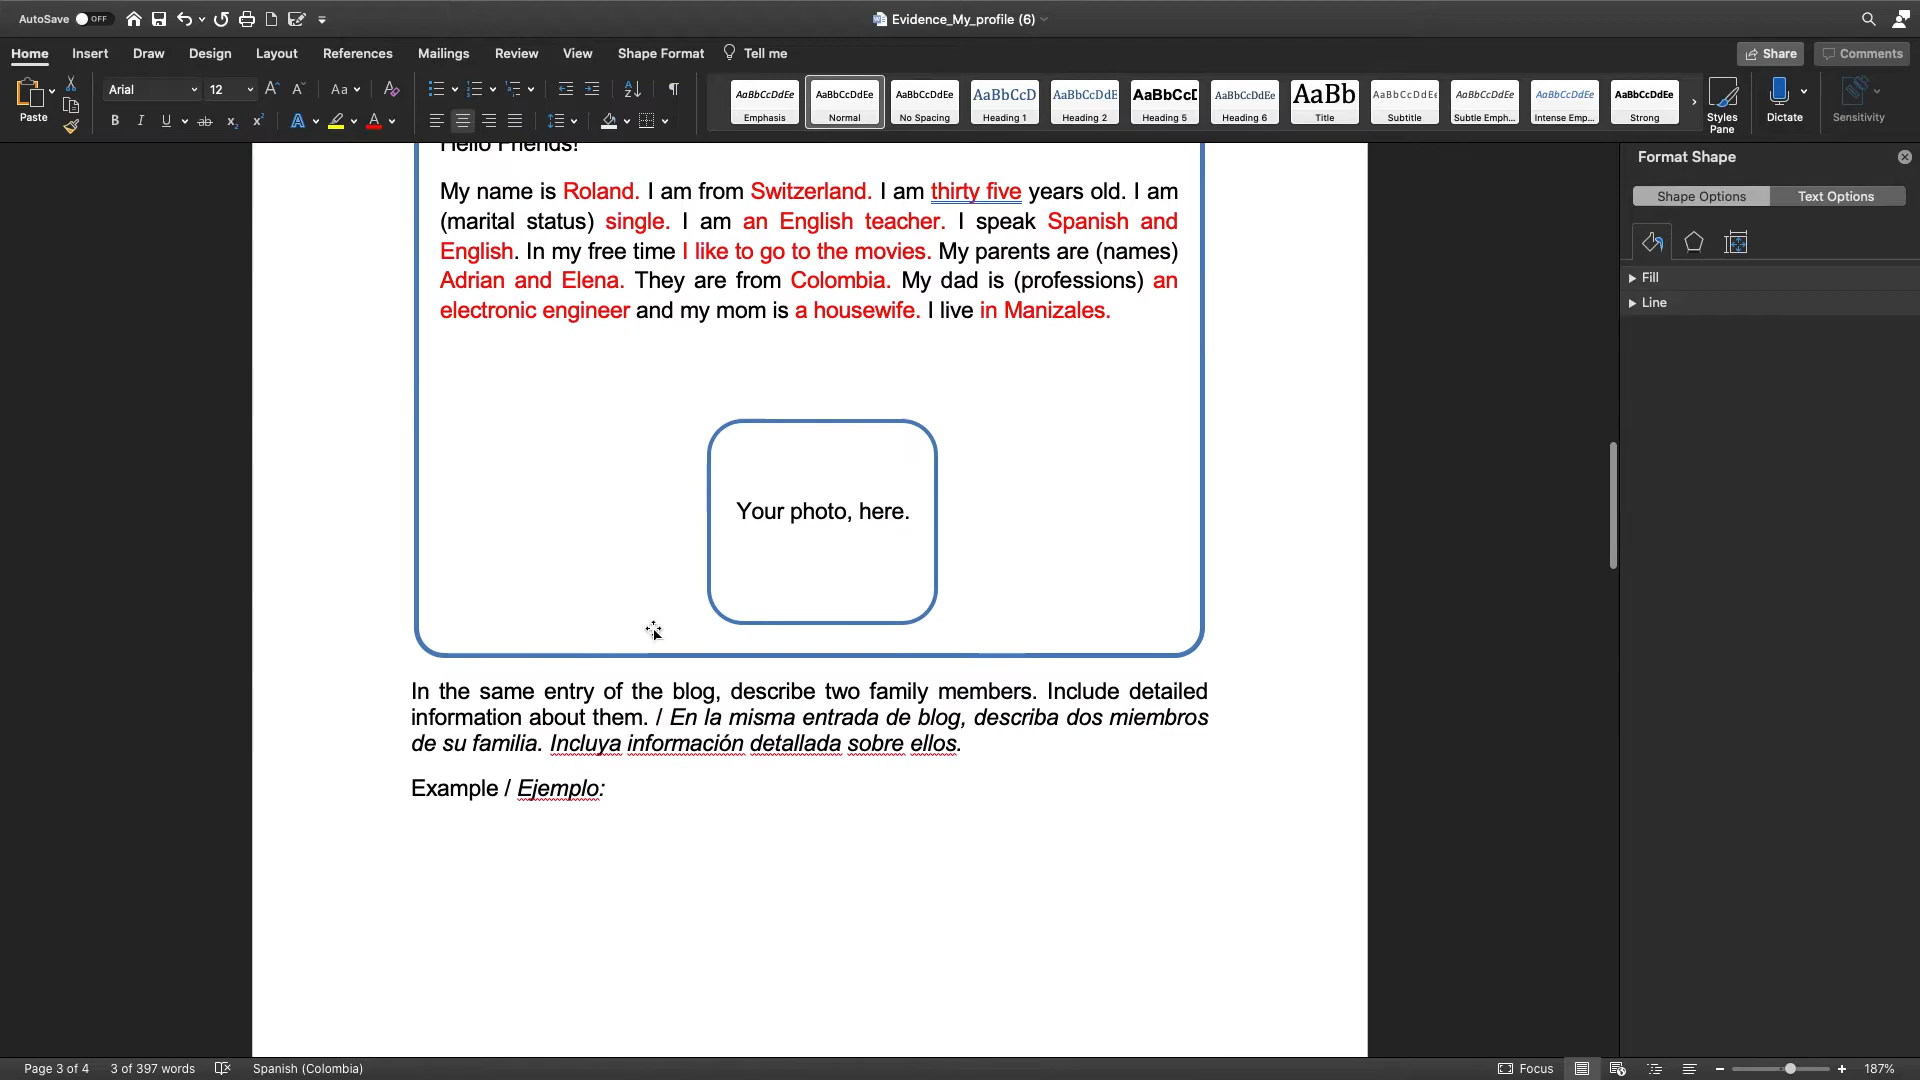 AutoSave OFF
Evidence_My_profile (6)
Home Insert Draw Design Layout References Mailings Review View Shape Format Tell me
Share Comments
Paste
Arial 12 Aa
B I U ab x₂ x² A A
AaBbCcDdEe Emphasis
AaBbCcDdEe Normal
AaBbCcDdEe No Spacing
AaBbCcD Heading 1
AaBbCcDdE Heading 2
AaBbCcI Heading 5
AaBbCcDdEe Heading 6
AaBb Title
AaBbCcDdEe Subtitle
AaBbCcDdEe Subtle Emph...
AaBbCcDdEe Intense Emp...
AaBbCcDdEe Strong
Styles Pane
Dictate
Sensitivity
Format Shape
Shape Options Text Options
Fill
Line
Hello Friends!
My name is Roland. I am from Switzerland. I am thirty five years old. I am
(marital status) single. I am an English teacher. I speak Spanish and
English. In my free time I like to go to the movies. My parents are (names)
Adrian and Elena. They are from Colombia. My dad is (professions) an
electronic engineer and my mom is a housewife. I live in Manizales.
Your photo, here.
In the same entry of the blog, describe two family members. Include detailed
information about them. / En la misma entrada de blog, describa dos miembros
de su familia. Incluya información detallada sobre ellos.
Example / Ejemplo:
Page 3 of 4 3 of 397 words Spanish (Colombia)
Focus 187%